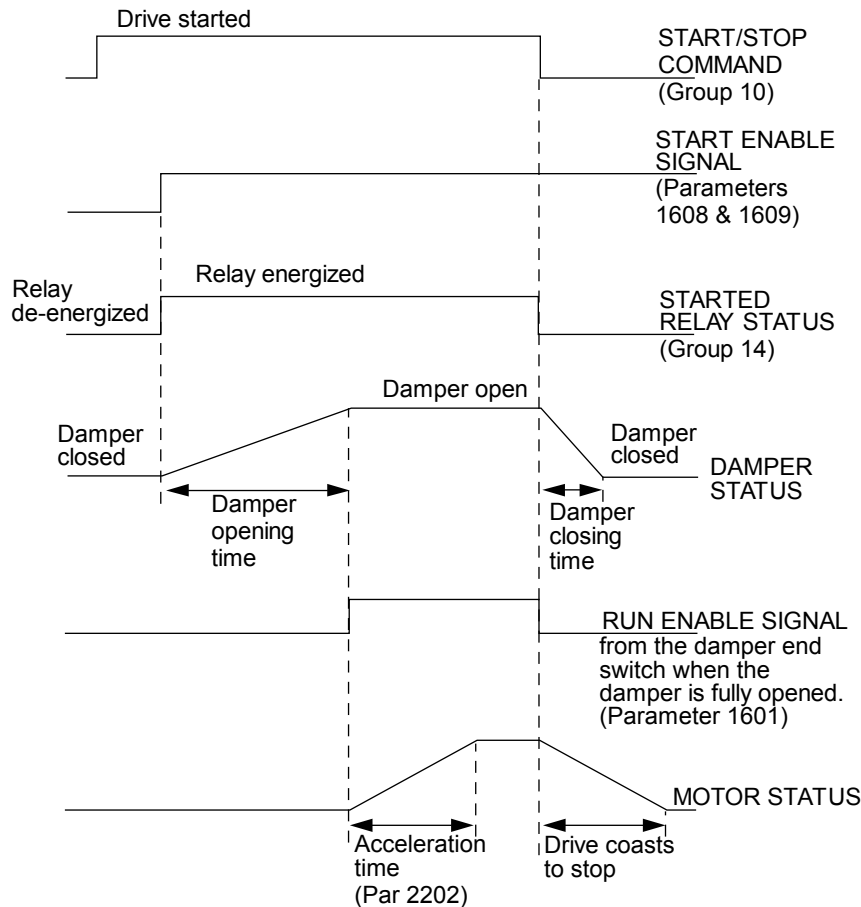 Drive started
START/STOP
COMMAND
(Group 10)
START ENABLE
SIGNAL
(Parameters
1608 & 1609)
Relay
de-energized
Relay energized
STARTED
RELAY STATUS
(Group 14)
Damper open
Damper
closed
Damper
closed
DAMPER
STATUS
Damper
opening
time
Damper
closing
time
RUN ENABLE SIGNAL
from the damper end
switch when the
damper is fully opened.
(Parameter 1601)
MOTOR STATUS
Acceleration
time
(Par 2202)
Drive coasts
to stop